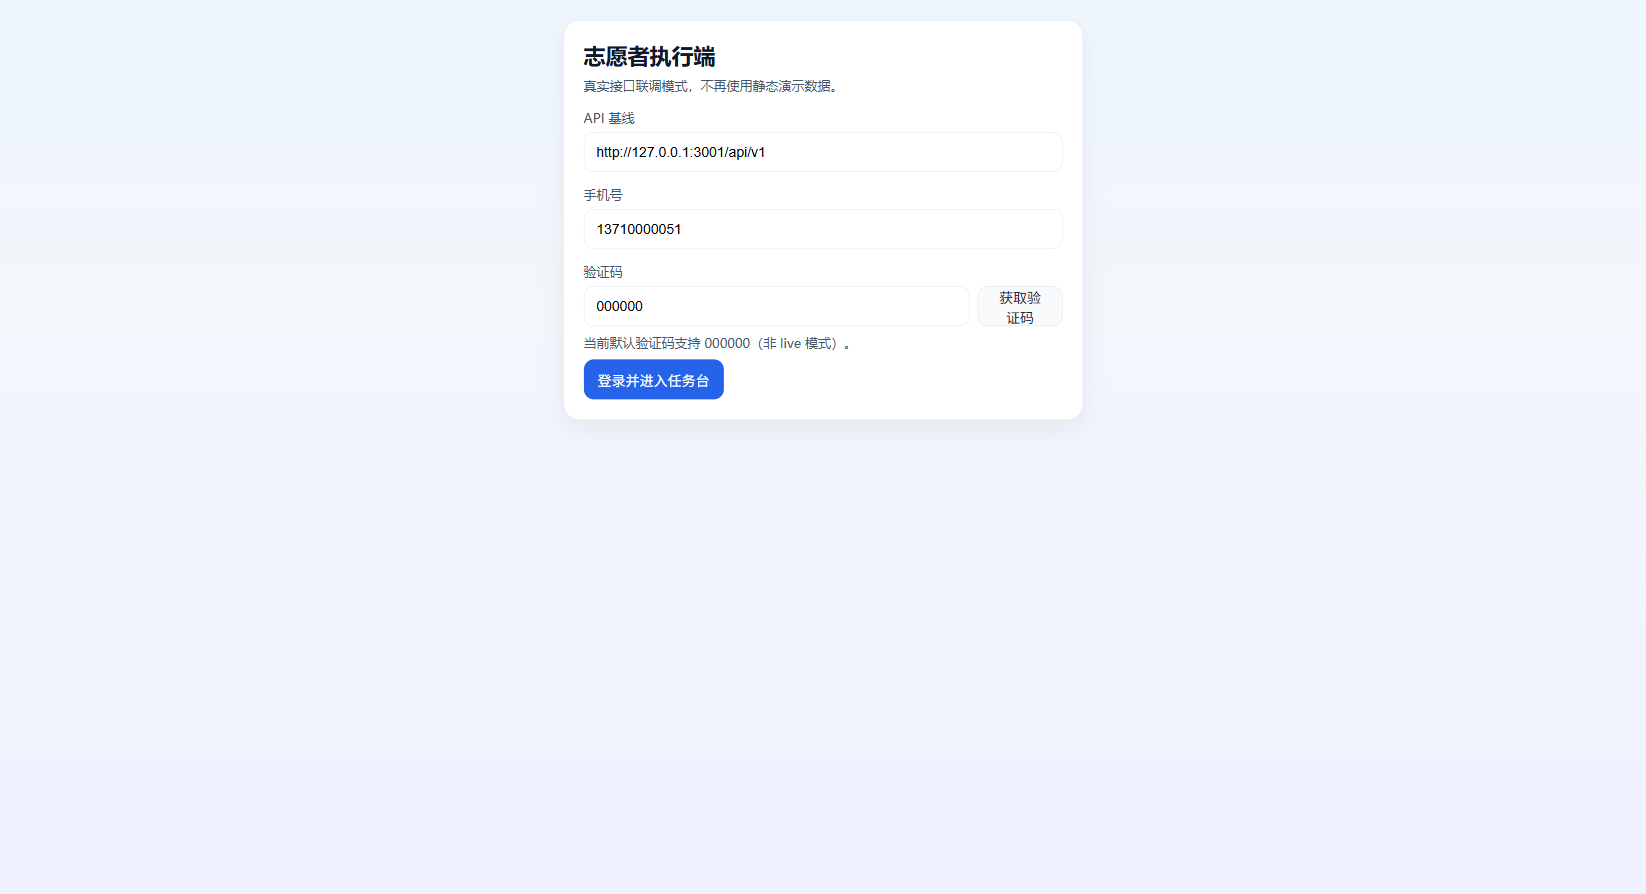 志愿者执行端
真实接口联调模式，不再使用静态演示数据。
API 基线
http://127.0.0.1:3001/api/v1
手机号
13710000051
验证码
000000
获取验
证码
当前默认验证码支持 000000（非 live 模式）。
登录并进入任务台